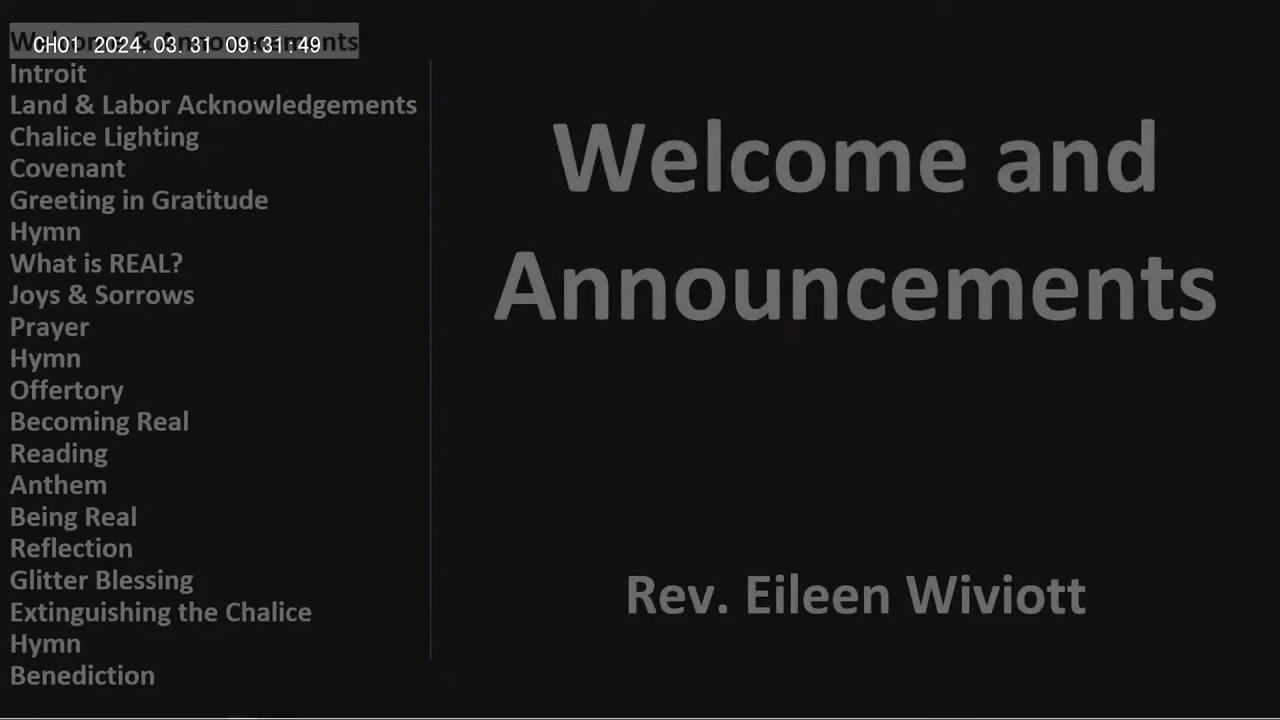 Welcome & Announcements
CH01 2024.03.31 09:31:49
Introit
Land & Labor Acknowledgements
Chalice Lighting
Covenant
Greeting in Gratitude
Hymn
What is REAL?
Joys & Sorrows
Prayer
Hymn
Offertory
Becoming Real
Reading
Anthem
Being Real
Reflection
Glitter Blessing
Extinguishing the Chalice
Hymn
Benediction
Welcome and
Announcements
Rev. Eileen Wiviott